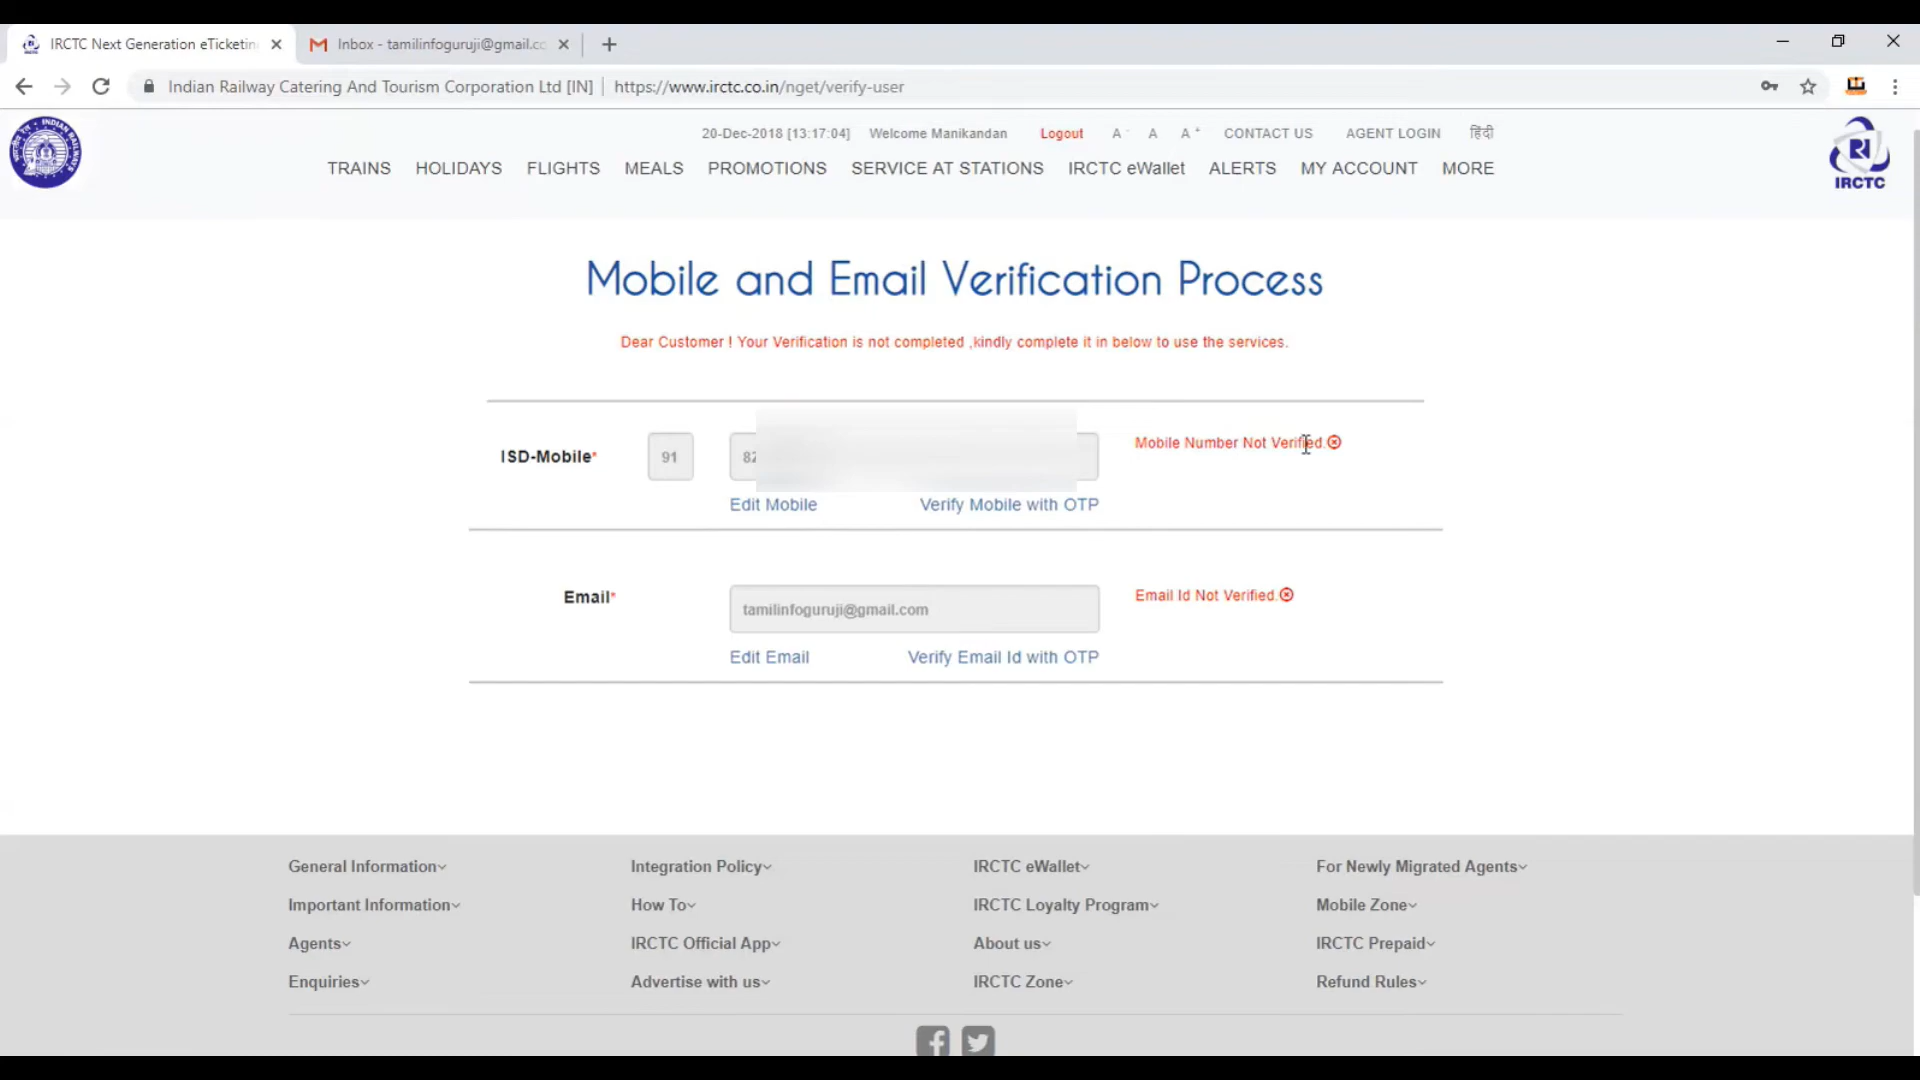 IRCTC Next Generation eTicketin
Inbox - tamilinfoguruji@gmail.co
Indian Railway Catering And Tourism Corporation Ltd [IN] | https://www.irctc.co.in/nget/verify-user
20-Dec-2018 [13:17:04] Welcome Manikandan Logout A- A A+ CONTACT US AGENT LOGIN हिंदी
TRAINS HOLIDAYS FLIGHTS MEALS PROMOTIONS SERVICE AT STATIONS IRCTC eWallet ALERTS MY ACCOUNT MORE
IRCTC
Mobile and Email Verification Process
Dear Customer ! Your Verification is not completed ,kindly complete it in below to use the services.
ISD-Mobile* 91 82 Mobile Number Not Verified.
Edit Mobile Verify Mobile with OTP
Email* tamilinfoguruji@gmail.com Email Id Not Verified.
Edit Email Verify Email Id with OTP
General Information Integration Policy IRCTC eWallet For Newly Migrated Agents
Important Information How To IRCTC Loyalty Program Mobile Zone
Agents IRCTC Official App About us IRCTC Prepaid
Enquiries Advertise with us IRCTC Zone Refund Rules